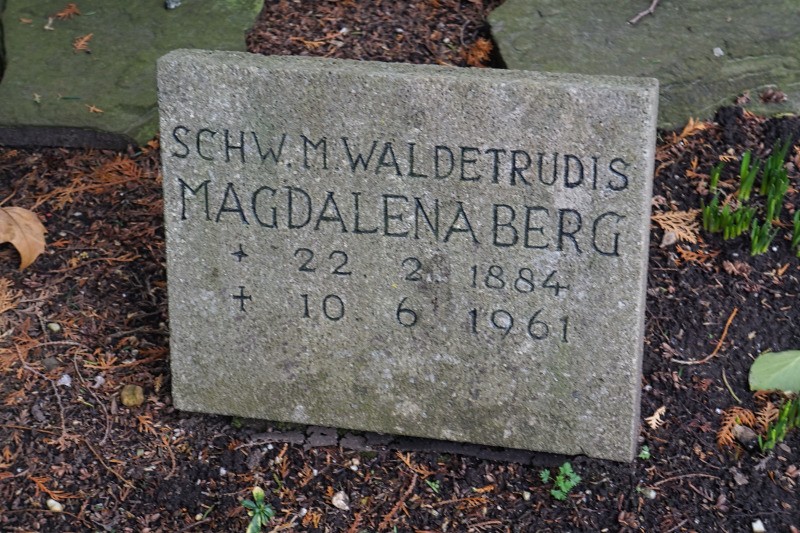 SCHW. M. WALDETRUDIS
MAGDALENA BERG
* 22. 2. 1884
† 10. 6. 1961